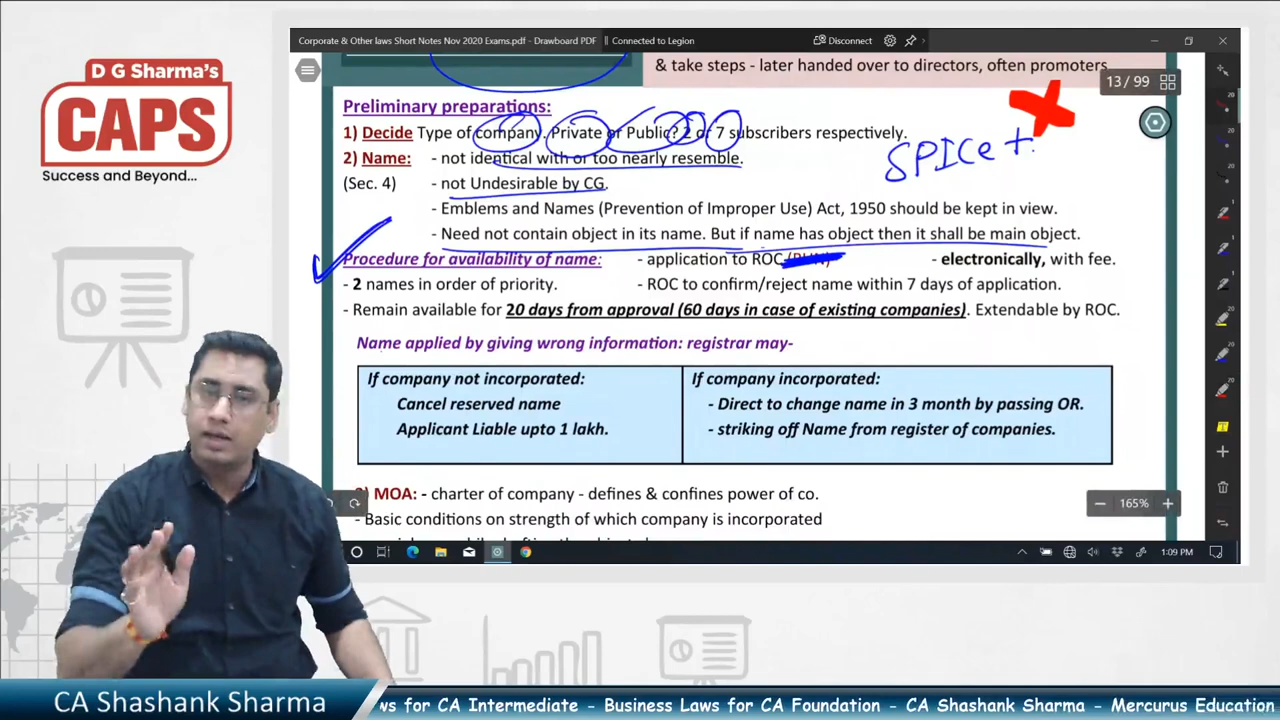 D G Sharma's
CAPS
Success and Beyond...
Corporate & Other laws Short Notes Nov 2020 Exams.pdf - Drawboard PDF
Connected to Legion
Disconnect
& take steps - later handed over to directors, often promoters
13 / 99
Preliminary preparations:
1) Decide Type of company. Private or Public? 2 or 7 subscribers respectively.
SPICe +
2) Name: - not identical with or too nearly resemble.
(Sec. 4) - not Undesirable by CG.
- Emblems and Names (Prevention of Improper Use) Act, 1950 should be kept in view.
- Need not contain object in its name. But if name has object then it shall be main object.
Procedure for availability of name: - application to ROC - electronically, with fee.
- 2 names in order of priority. - ROC to confirm/reject name within 7 days of application.
- Remain available for 20 days from approval (60 days in case of existing companies). Extendable by ROC.
Name applied by giving wrong information: registrar may-
If company not incorporated:
Cancel reserved name
Applicant Liable upto 1 lakh.
If company incorporated:
- Direct to change name in 3 month by passing OR.
- striking off Name from register of companies.
MOA: - charter of company - defines & confines power of co.
- Basic conditions on strength of which company is incorporated
165%
1:09 PM
CA Shashank Sharma
ws for CA Intermediate – Business Laws for CA Foundation – CA Shashank Sharma – Mercurus Education